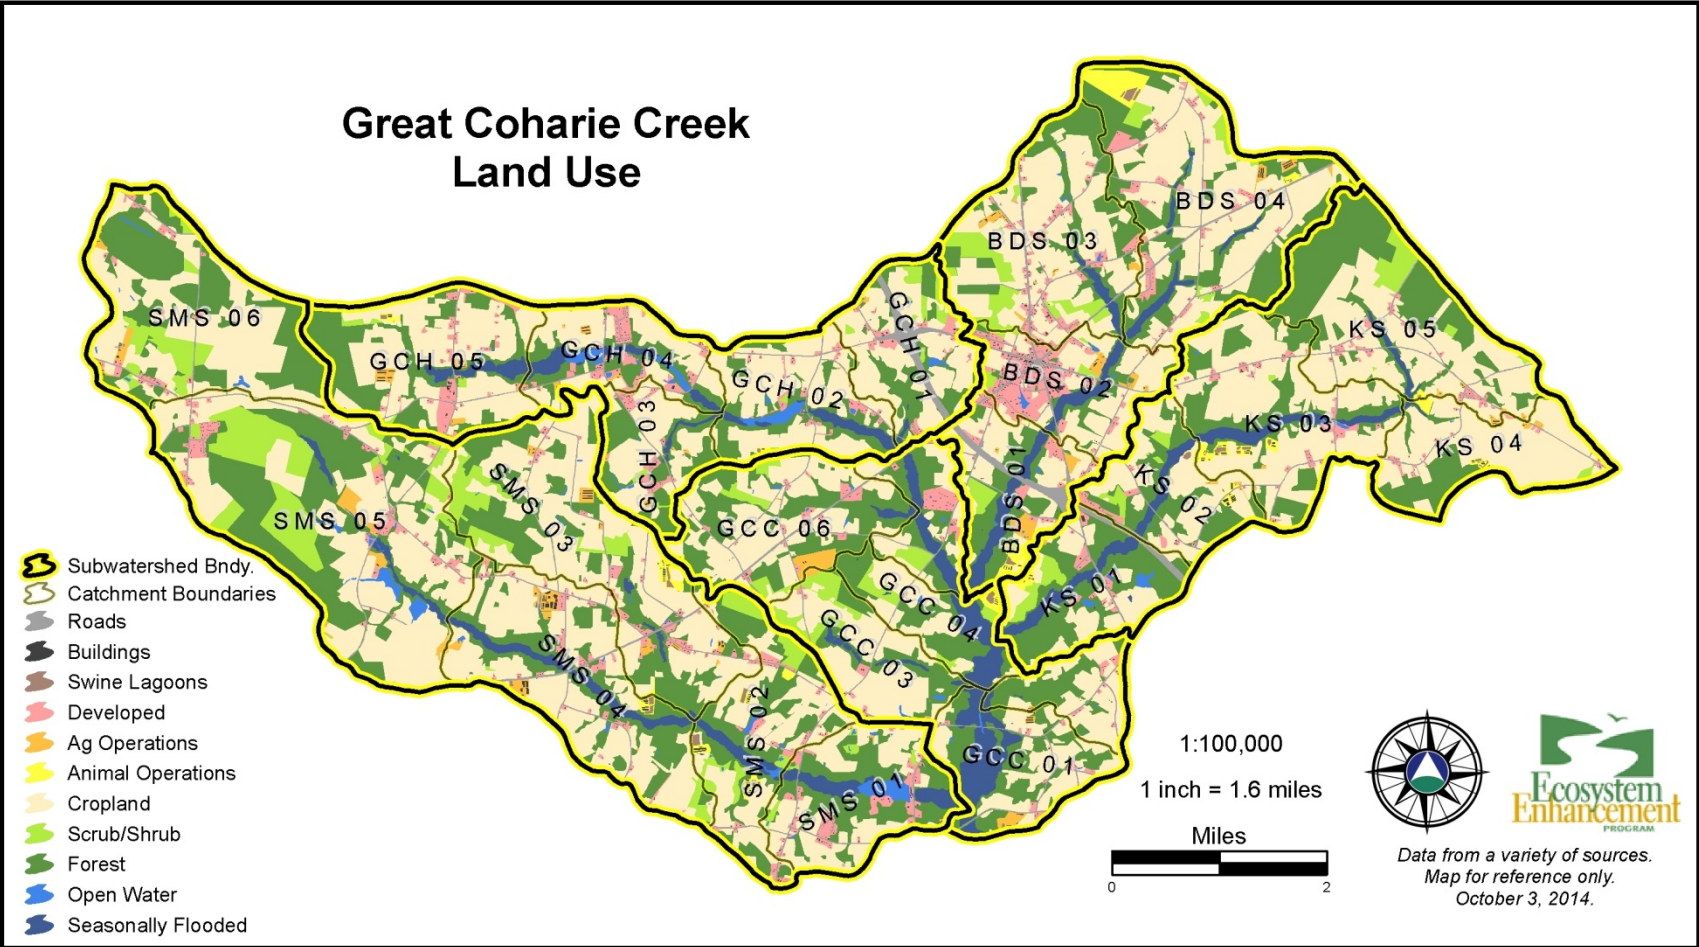 Great Coharie Creek
Land Use
BDS 04
BDS 03
SMS 06
KS 05
GCH 01
GCH 05
GCH 04
GCH 02
BDS 02
GCH 03
KS 03
KS 04
SMS 03
BDS 01
KS 02
SMS 05
GCC 06
GCC 04
KS 01
GCC 03
SMS 04
SMS 02
GCC 01
SMS 01
Subwatershed Bndy.
Catchment Boundaries
Roads
Buildings
Swine Lagoons
Developed
Ag Operations
Animal Operations
Cropland
Scrub/Shrub
Forest
Open Water
Seasonally Flooded
1:100,000
1 inch = 1.6 miles
Miles
0 2
Ecosystem
Enhancement
PROGRAM
Data from a variety of sources.
Map for reference only.
October 3, 2014.